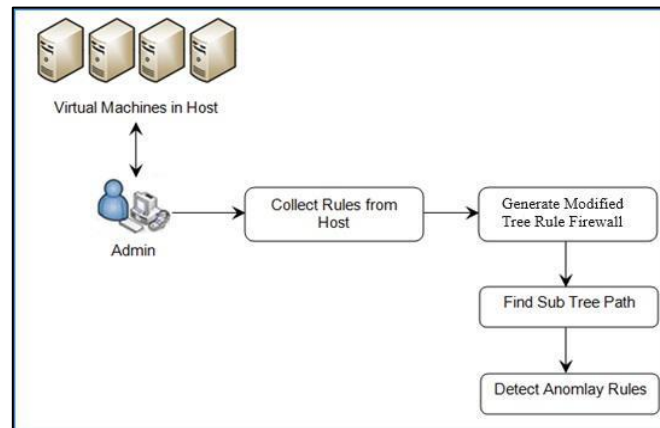 Virtual Machines in Host
Admin
Collect Rules from
Host
Generate Modified
Tree Rule Firewall
Find Sub Tree Path
Detect Anomlay Rules